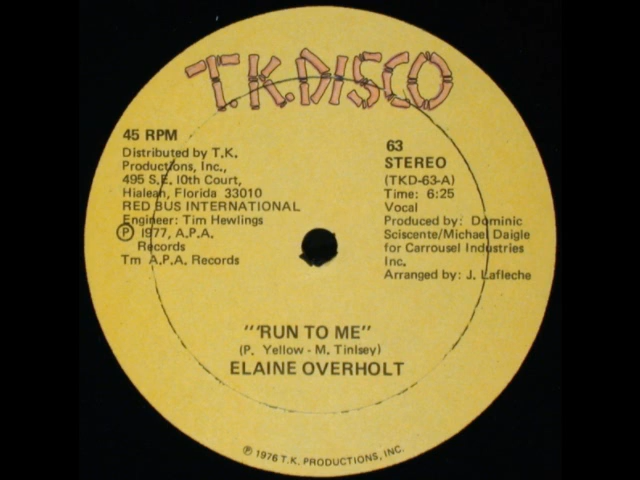 T.K. DISCO
45 RPM
Distributed by T.K.
Productions, Inc.,
495 S.E. 10th Court,
Hialeah, Florida 33010
RED BUS INTERNATIONAL
Engineer: Tim Hewlings
Ⓟ 1977, A.P.A.
Records
Tm A.P.A. Records
63
STEREO
(TKD-63-A)
Time: 6:25
Vocal
Produced by: Dominic
Sciscente/Michael Daigle
for Carrousel Industries
Inc.
Arranged by: J. Lafleche
"'RUN TO ME"
(P. Yellow - M. Tinlsey)
ELAINE OVERHOLT
Ⓟ 1976 T.K. PRODUCTIONS, INC.